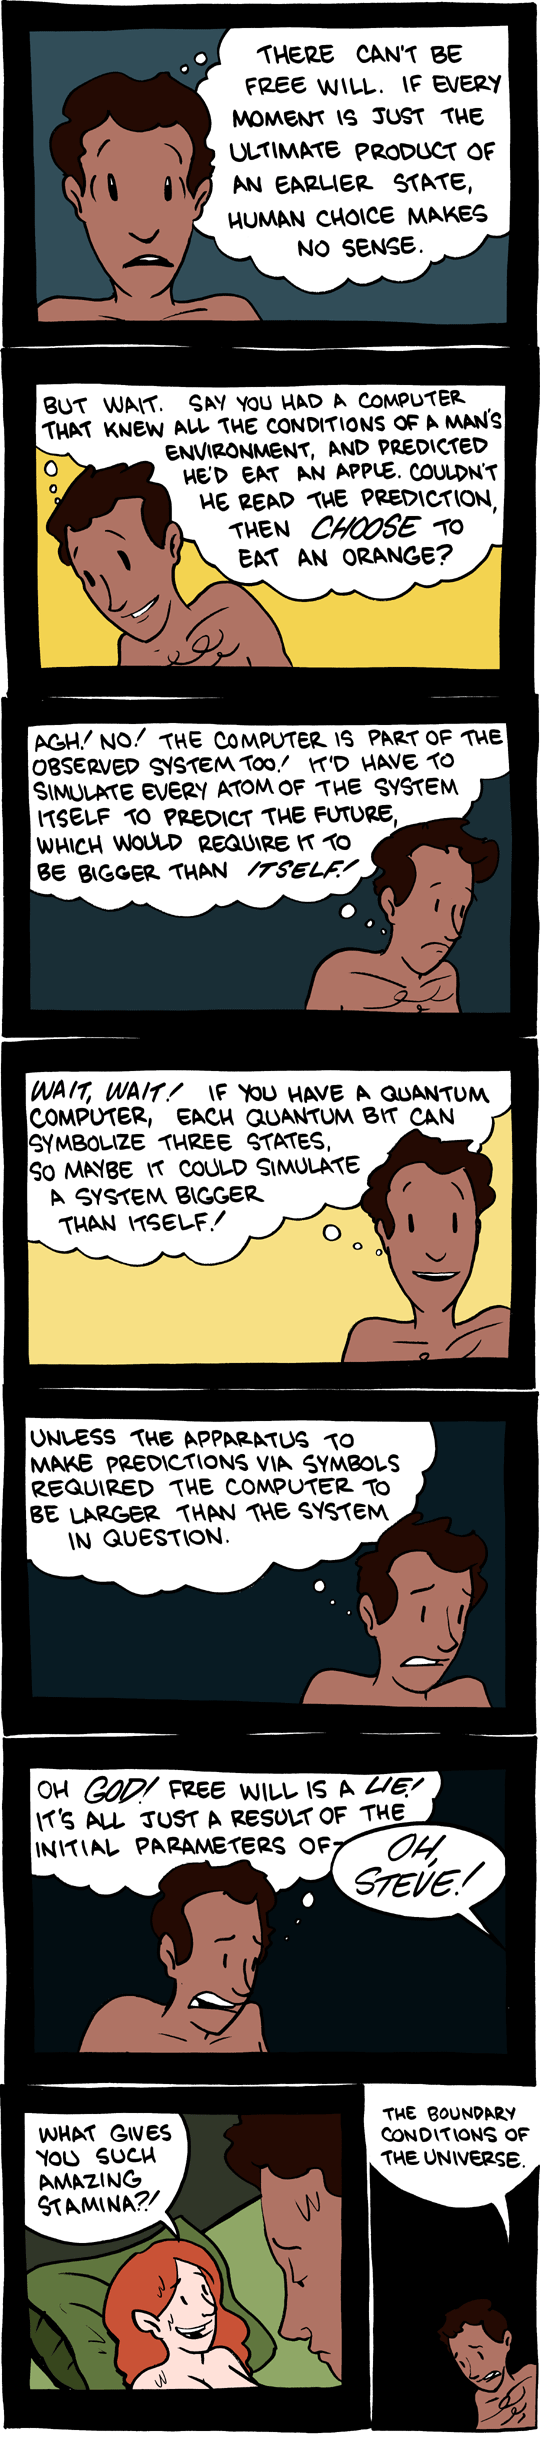 THERE CAN'T BE
FREE WILL. IF EVERY
MOMENT IS JUST THE
ULTIMATE PRODUCT OF
AN EARLIER STATE,
HUMAN CHOICE MAKES
NO SENSE.
BUT WAIT. SAY YOU HAD A COMPUTER
THAT KNEW ALL THE CONDITIONS OF A MAN'S
ENVIRONMENT, AND PREDICTED
HE'D EAT AN APPLE. COULDN'T
HE READ THE PREDICTION,
THEN CHOOSE TO
EAT AN ORANGE?
AGH! NO! THE COMPUTER IS PART OF THE
OBSERVED SYSTEM TOO! IT'D HAVE TO
SIMULATE EVERY ATOM OF THE SYSTEM
ITSELF TO PREDICT THE FUTURE,
WHICH WOULD REQUIRE IT TO
BE BIGGER THAN ITSELF!
WAIT, WAIT! IF YOU HAVE A QUANTUM
COMPUTER, EACH QUANTUM BIT CAN
SYMBOLIZE THREE STATES,
SO MAYBE IT COULD SIMULATE
A SYSTEM BIGGER
THAN ITSELF!
UNLESS THE APPARATUS TO
MAKE PREDICTIONS VIA SYMBOLS
REQUIRED THE COMPUTER TO
BE LARGER THAN THE SYSTEM
IN QUESTION.
OH GOD! FREE WILL IS A LIE!
IT'S ALL JUST A RESULT OF THE
INITIAL PARAMETERS OF-
OH,
STEVE!
WHAT GIVES
YOU SUCH
AMAZING
STAMINA?!
THE BOUNDARY
CONDITIONS OF
THE UNIVERSE.